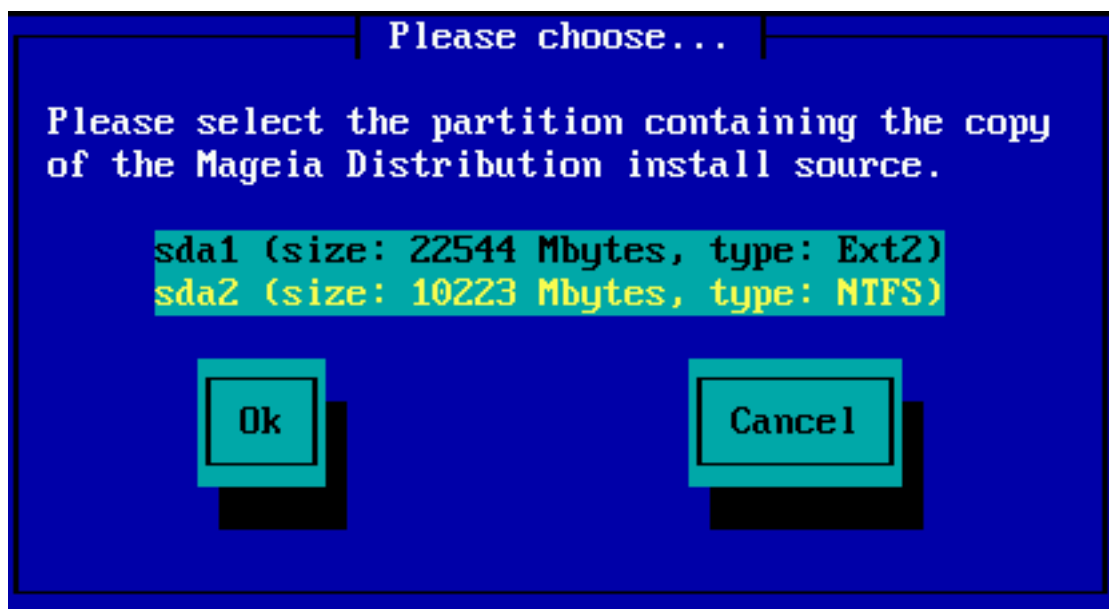 Please choose...
Please select the partition containing the copy
of the Mageia Distribution install source.
sda1 (size: 22544 Mbytes, type: Ext2)
sda2 (size: 10223 Mbytes, type: NTFS)
Ok Cancel